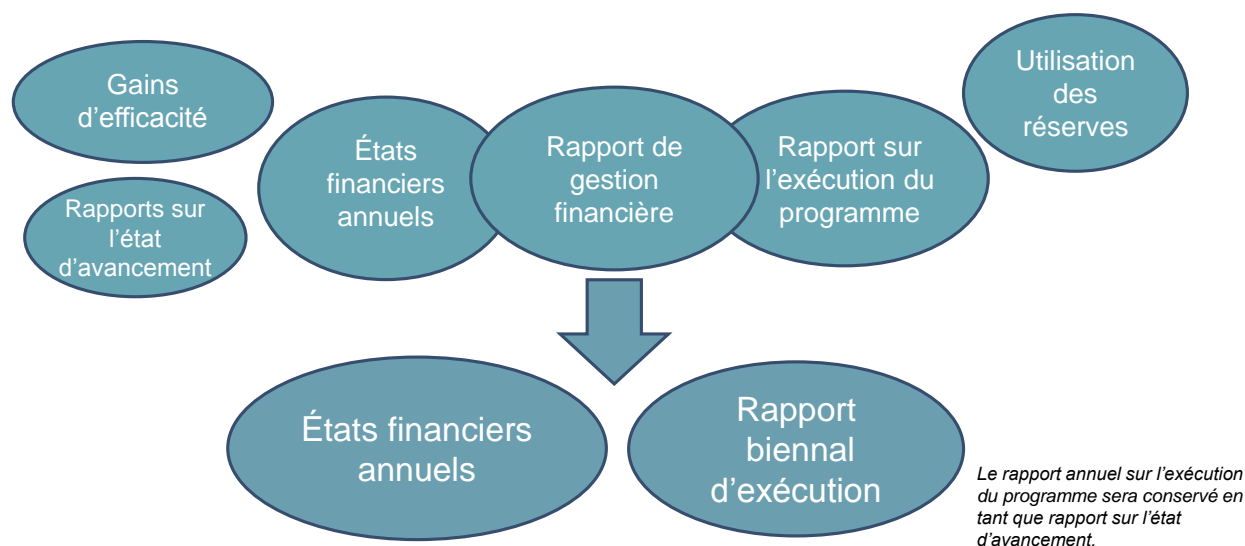 Gains
d’efficacité
Rapports sur
l’état
d’avancement
États
financiers
annuels
Rapport de
gestion
financière
Rapport sur
l’exécution du
programme
Utilisation
des
réserves
États financiers
annuels
Rapport
biennal
d’exécution
Le rapport annuel sur l’exécution
du programme sera conservé en
tant que rapport sur l’état
d’avancement.